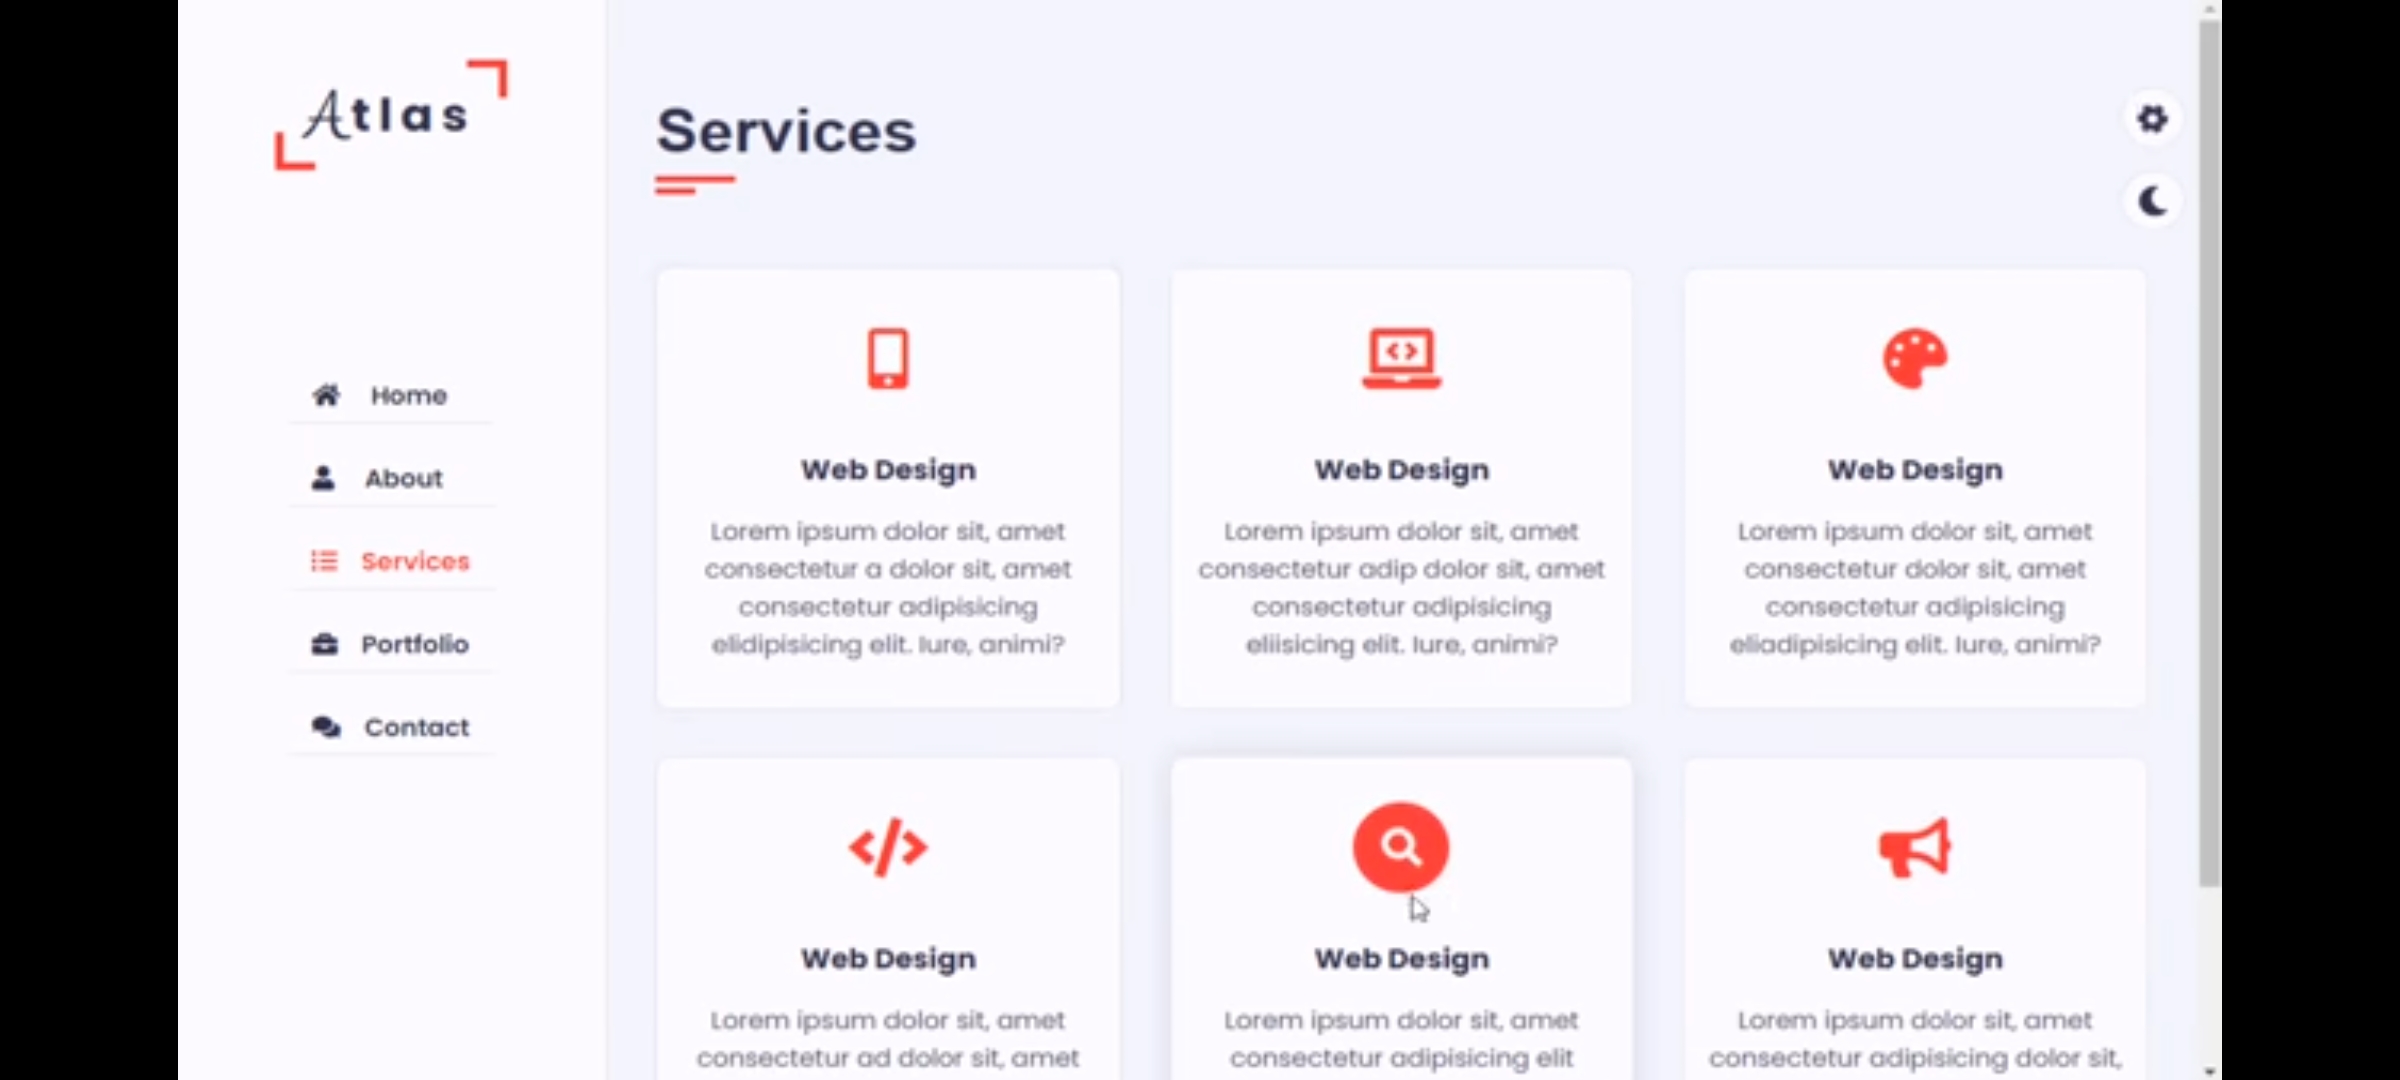 Atlas
Home
About
Services
Portfolio
Contact
Services
Web Design
Lorem ipsum dolor sit, amet
consectetur a dolor sit, amet
consectetur adipisicing
elidipisicing elit. Iure, animi?
Web Design
Lorem ipsum dolor sit, amet
consectetur adip dolor sit, amet
consectetur adipisicing
eliisicing elit. Iure, animi?
Web Design
Lorem ipsum dolor sit, amet
consectetur dolor sit, amet
consectetur adipisicing
eliadipisicing elit. Iure, animi?
Web Design
Lorem ipsum dolor sit, amet
consectetur ad dolor sit, amet
Web Design
Lorem ipsum dolor sit, amet
consectetur adipisicing elit
Web Design
Lorem ipsum dolor sit, amet
consectetur adipisicing dolor sit,